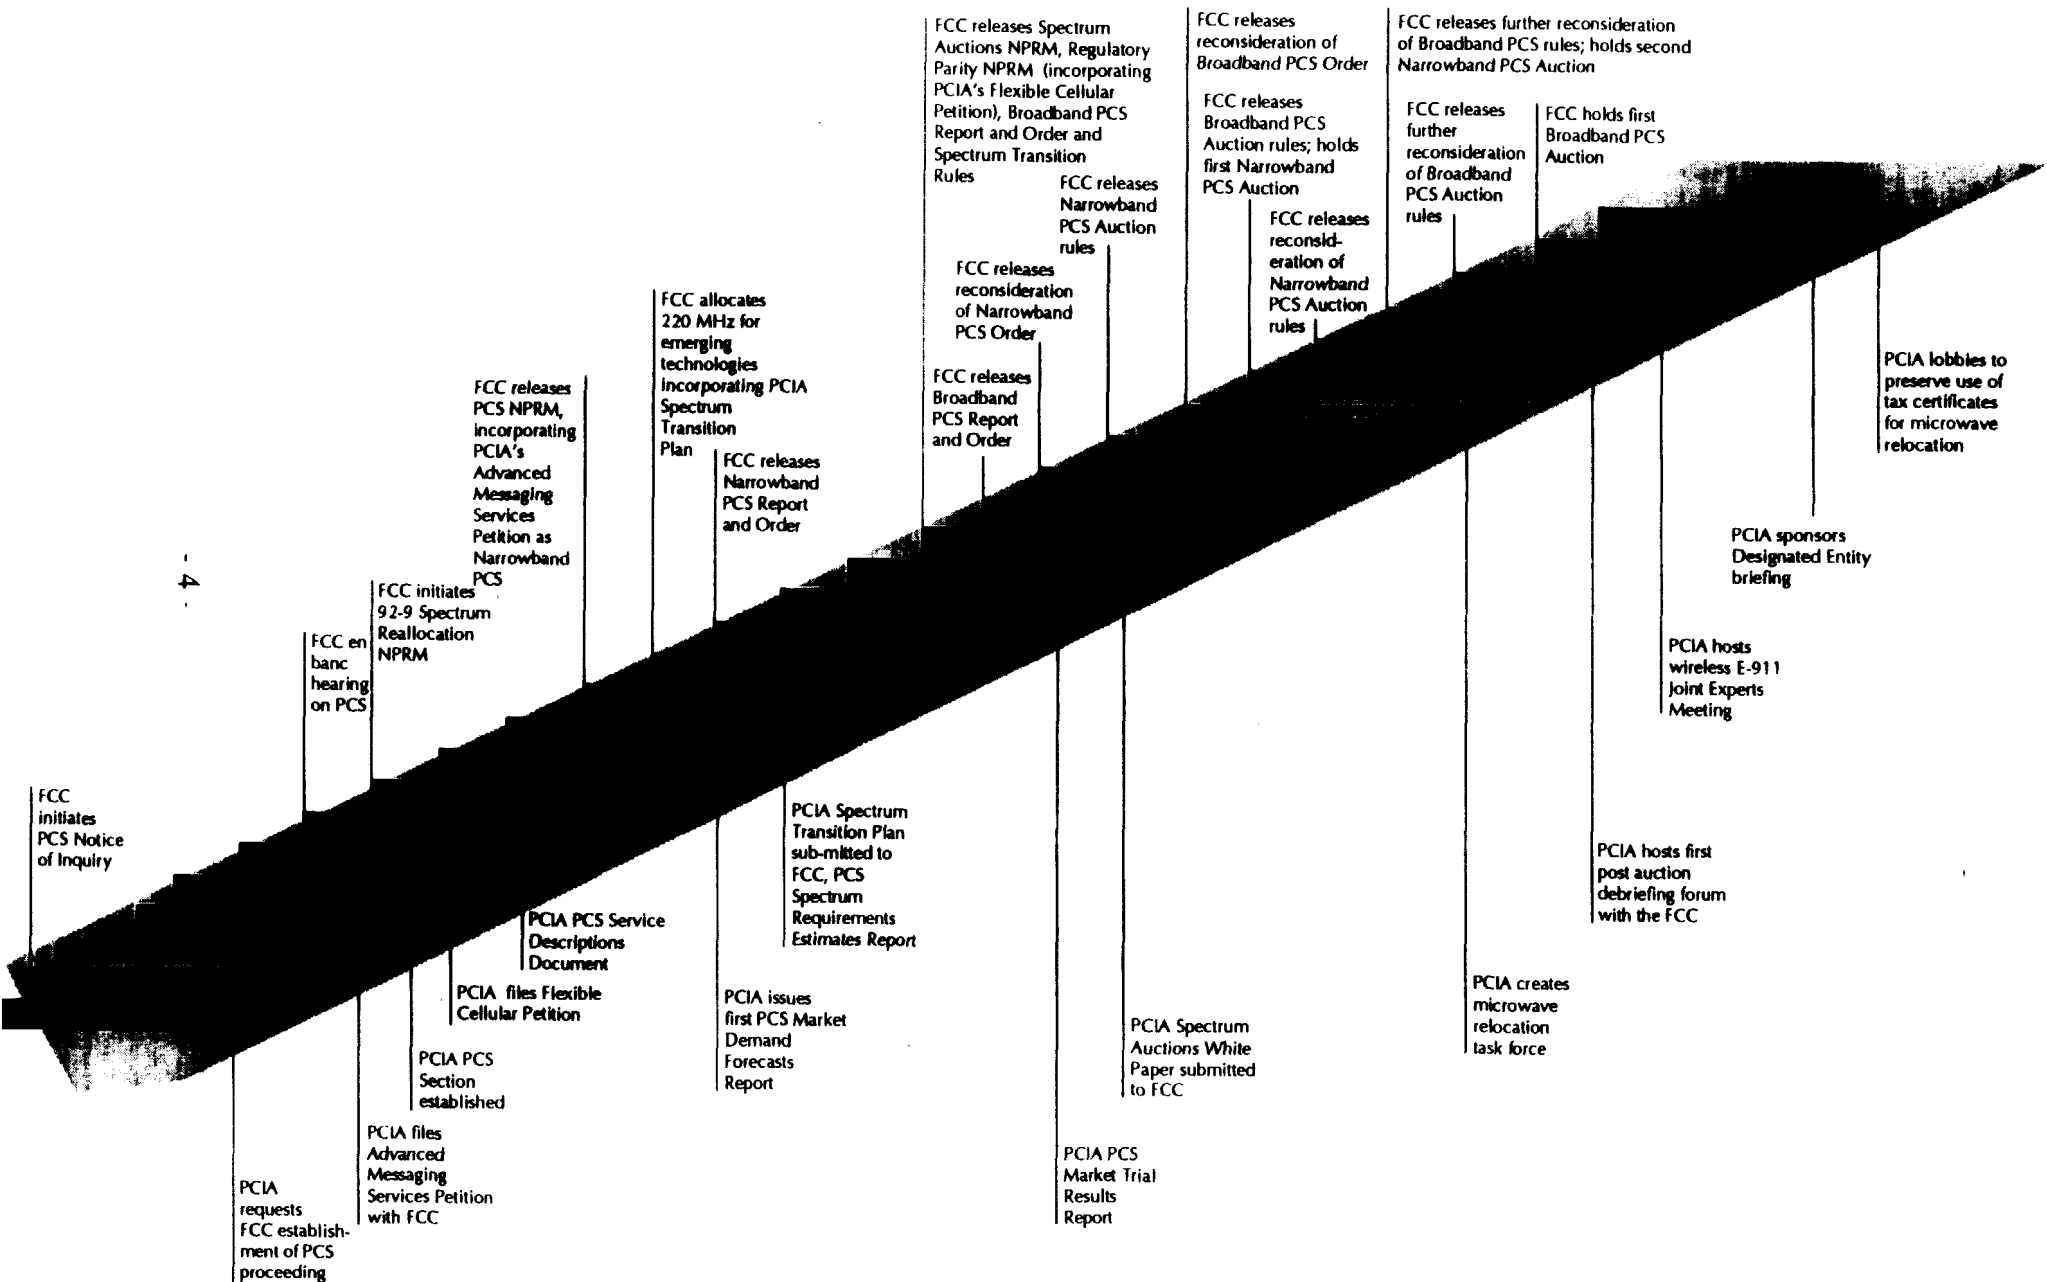 FCC
initiates
PCS Notice
of Inquiry
FCC en
banc
hearing
on PCS
FCC initiates
92-9 Spectrum
Reallocation
NPRM
FCC releases
PCS NPRM,
incorporating
PCIA's
Advanced
Messaging
Services
Petition as
Narrowband
PCS
FCC allocates
220 MHz for
emerging
technologies
incorporating PCIA
Spectrum
Transition
Plan
FCC releases
Narrowband
PCS Report
and Order
FCC releases Spectrum
Auctions NPRM, Regulatory
Parity NPRM (incorporating
PCIA's Flexible Cellular
Petition), Broadband PCS
Report and Order and
Spectrum Transition
Rules
FCC releases
Broadband
PCS Report
and Order
FCC releases
reconsideration
of Narrowband
PCS Order
FCC releases
Narrowband
PCS Auction
rules
FCC releases
reconsideration of
Broadband PCS Order
FCC releases
Broadband PCS
Auction rules; holds
first Narrowband
PCS Auction
FCC releases
reconsid-
eration of
Narrowband
PCS Auction
rules
FCC releases further reconsideration
of Broadband PCS rules; holds second
Narrowband PCS Auction
FCC releases
further
reconsideration
of Broadband
PCS Auction
rules
FCC holds first
Broadband PCS
Auction
- 4 -
PCIA
requests
FCC establish-
ment of PCS
proceeding
PCIA files
Advanced
Messaging
Services Petition
with FCC
PCIA PCS
Section
established
PCIA files Flexible
Cellular Petition
PCIA PCS Service
Descriptions
Document
PCIA issues
first PCS Market
Demand
Forecasts
Report
PCIA Spectrum
Transition Plan
sub-mitted to
FCC, PCS
Spectrum
Requirements
Estimates Report
PCIA PCS
Market Trial
Results
Report
PCIA Spectrum
Auctions White
Paper submitted
to FCC
PCIA creates
microwave
relocation
task force
PCIA hosts first
post auction
debriefing forum
with the FCC
PCIA hosts
wireless E-911
Joint Experts
Meeting
PCIA sponsors
Designated Entity
briefing
PCIA lobbies to
preserve use of
tax certificates
for microwave
relocation